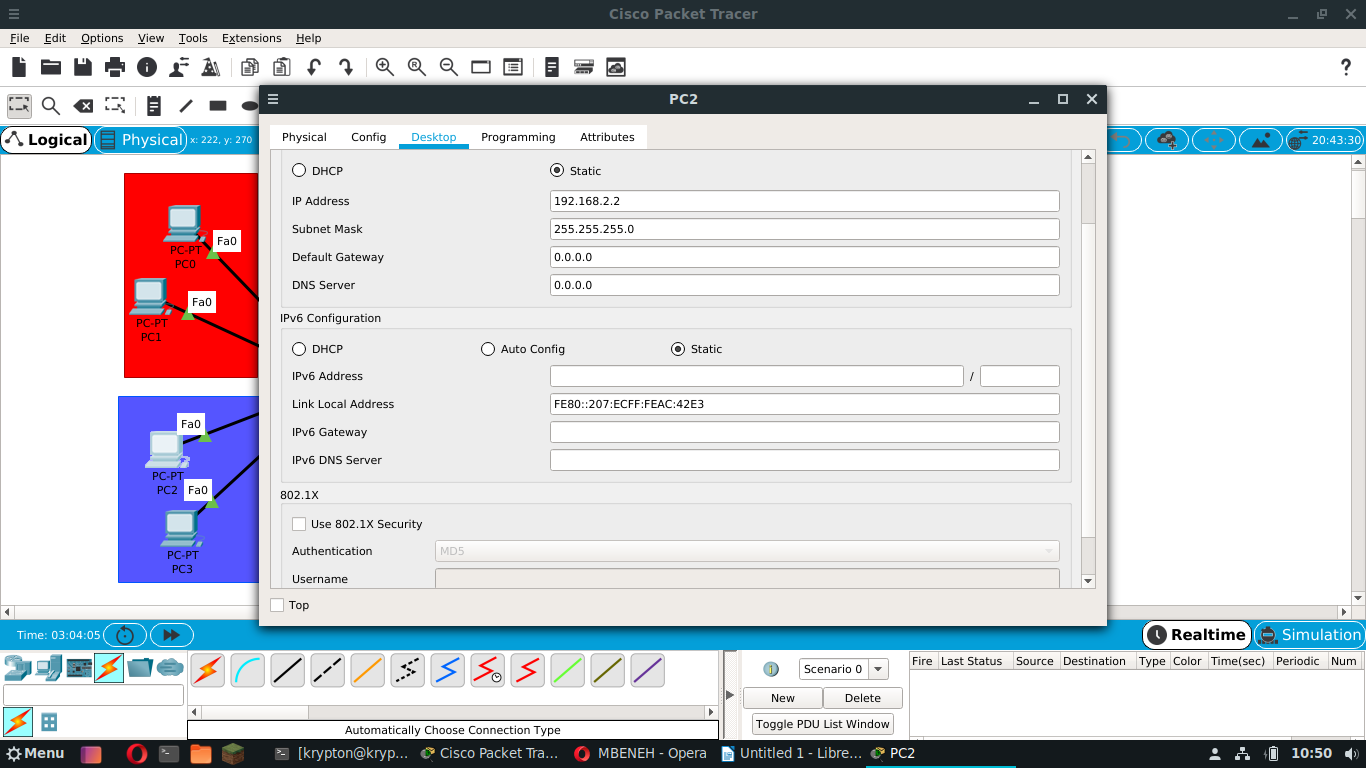 Cisco Packet Tracer
File Edit Options View Tools Extensions Help
PC2
Physical Config Desktop Programming Attributes
Logical Physical x: 222, y: 270 20:43:30
DHCP Static
IP Address 192.168.2.2
Subnet Mask 255.255.255.0
Default Gateway 0.0.0.0
DNS Server 0.0.0.0
IPv6 Configuration
DHCP Auto Config Static
IPv6 Address /
Link Local Address FE80::207:ECFF:FEAC:42E3
IPv6 Gateway
IPv6 DNS Server
802.1X
Use 802.1X Security
Authentication MD5
Username
Top
Fa0
PC-PT
PC0
Fa0
PC-PT
PC1
Fa0
PC-PT
PC2
Fa0
PC-PT
PC3
Time: 03:04:05 Realtime Simulation
Scenario 0
New Delete
Toggle PDU List Window
Fire Last Status Source Destination Type Color Time(sec) Periodic Num
Automatically Choose Connection Type
Menu [krypton@kryp... Cisco Packet Tra... MBENEH - Opera Untitled 1 - Libre... PC2 10:50